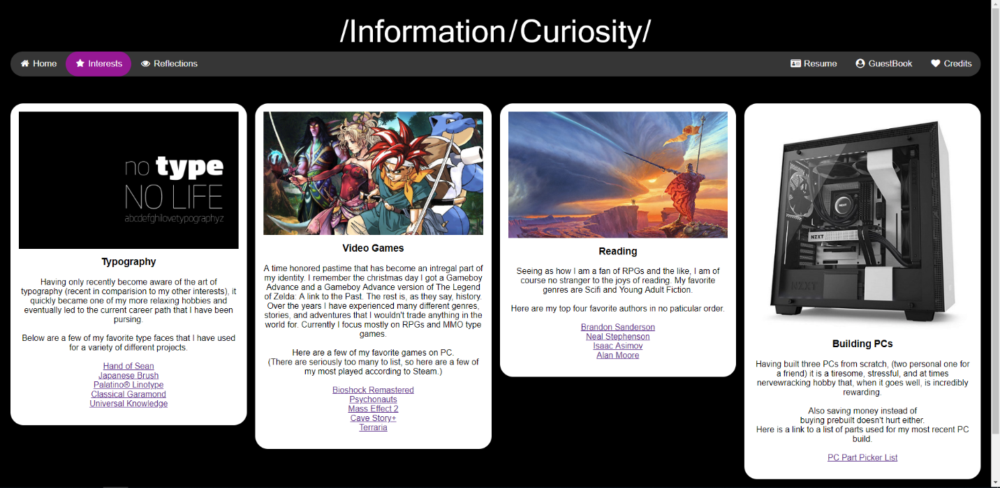 /Information/Curiosity/
Home
Interests
Reflections
Resume
GuestBook
Credits
no type
NO LIFE
abcdefghilovetypographyz
Typography
Having only recently become aware of the art of
typography (recent in comparision to my other interests), it
quickly became one of my more relaxing hobbies and
eventually led to the current career path that I have been
pursing.
Below are a few of my favorite type faces that I have used
for a variety of different projects.
Hand of Sean
Japanese Brush
Palatino® Linotype
Classical Garamond
Universal Knowledge
Video Games
A time honored pastime that has become an intregal part of
my identity. I remember the christmas day I got a Gameboy
Advance and a Gameboy Advance version of The Legend
of Zelda: A link to the Past. The rest is, as they say, history.
Over the years I have experienced many different genres,
stories, and adventures that I wouldn't trade anything in the
world for. Currently I focus mostly on RPGs and MMO type
games.
Here are a few of my favorite games on PC.
(There are seriously too many to list, so here are a few of
my most played according to Steam.)
Bioshock Remastered
Psychonauts
Mass Effect 2
Cave Story+
Terraria
Reading
Seeing as how I am a fan of RPGs and the like, I am of
course no stranger to the joys of reading. My favorite
genres are Scifi and Young Adult Fiction.
Here are my top four favorite authors in no paticular order.
Brandon Sanderson
Neal Stephenson
Isaac Asimov
Alan Moore
NZXT
NZXT
NZXT
Building PCs
Having built three PCs from scratch, (two personal one for
a friend) it is a tiresome, stressful, and at times
nervewracking hobby that, when it goes well, is incredibly
rewarding.
Also saving money instead of
buying prebuilt doesn't hurt either.
Here is a link to a list of parts used for my most recent PC
build.
PC Part Picker List